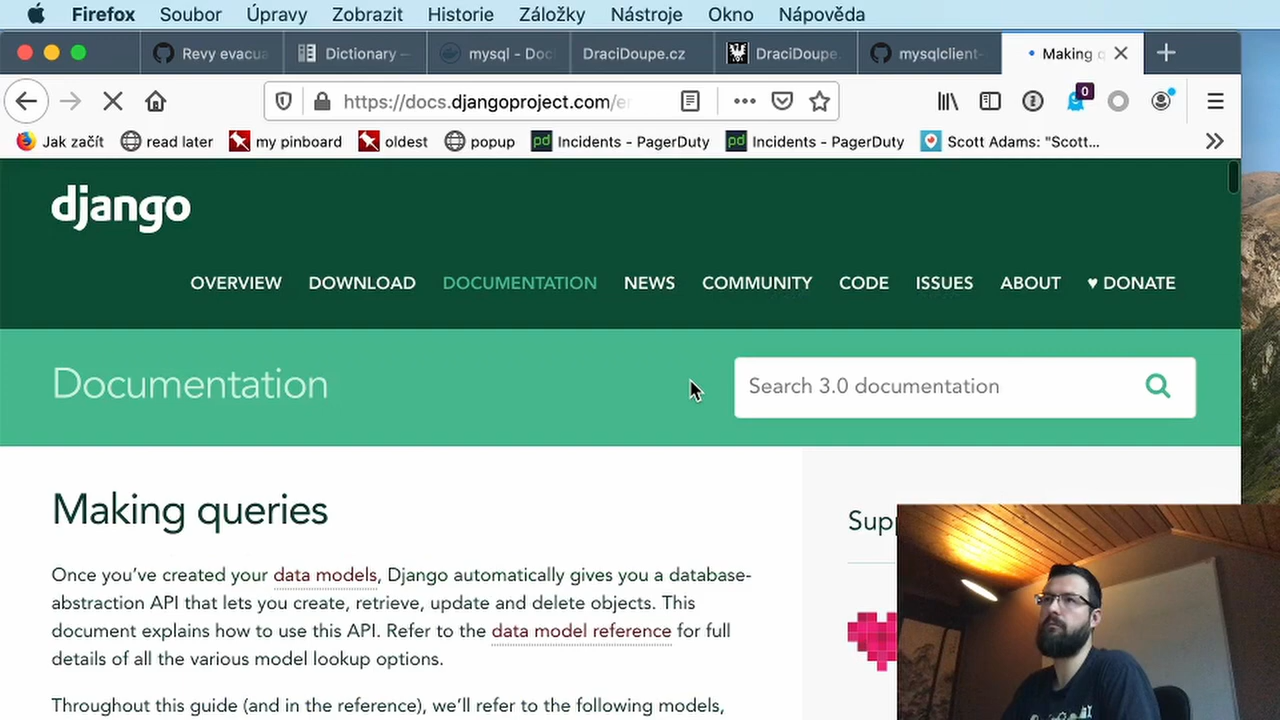 Firefox Soubor Úpravy Zobrazit Historie Záložky Nástroje Okno Nápověda
Revy evacua Dictionary – mysql - Doc DraciDoupe.cz DraciDoupe. mysqlclient- Making q
https://docs.djangoproject.com/e 0
Jak začít read later my pinboard oldest popup pd Incidents - PagerDuty pd Incidents - PagerDuty Scott Adams: "Scott...
django
OVERVIEW DOWNLOAD DOCUMENTATION NEWS COMMUNITY CODE ISSUES ABOUT ♥ DONATE
Documentation Search 3.0 documentation
Making queries
Supp
Once you've created your data models, Django automatically gives you a database-
abstraction API that lets you create, retrieve, update and delete objects. This
document explains how to use this API. Refer to the data model reference for full
details of all the various model lookup options.
Throughout this guide (and in the reference), we'll refer to the following models,